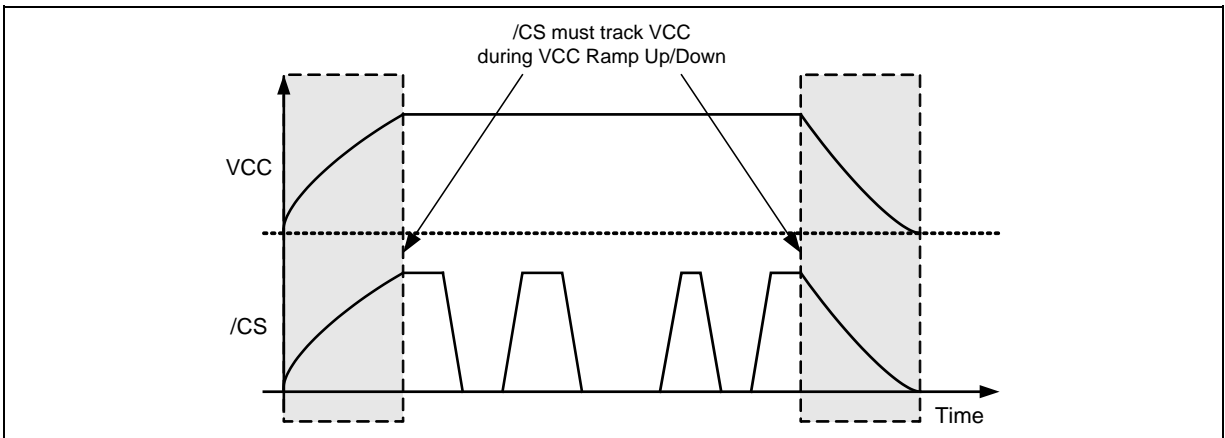 /CS must track VCC
during VCC Ramp Up/Down
VCC
/CS
Time